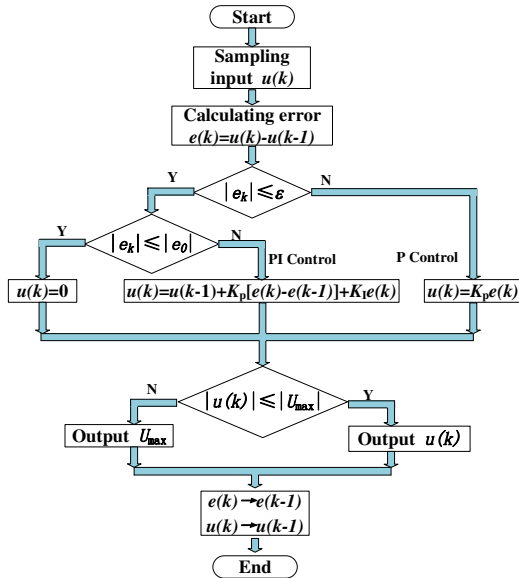 Start
Sampling
input u(k)
Calculating error
e(k)=u(k)-u(k-1)
Y
N
|e_k|≤ε
Y
N
|e_k|≤|e_0|
PI Control
P Control
u(k)=0
u(k)=u(k-1)+K_p[e(k)-e(k-1)]+K_I e(k)
u(k)=K_p e(k)
N
Y
|u(k)|≤|U_max|
Output U_max
Output u(k)
e(k)→e(k-1)
u(k)→u(k-1)
End